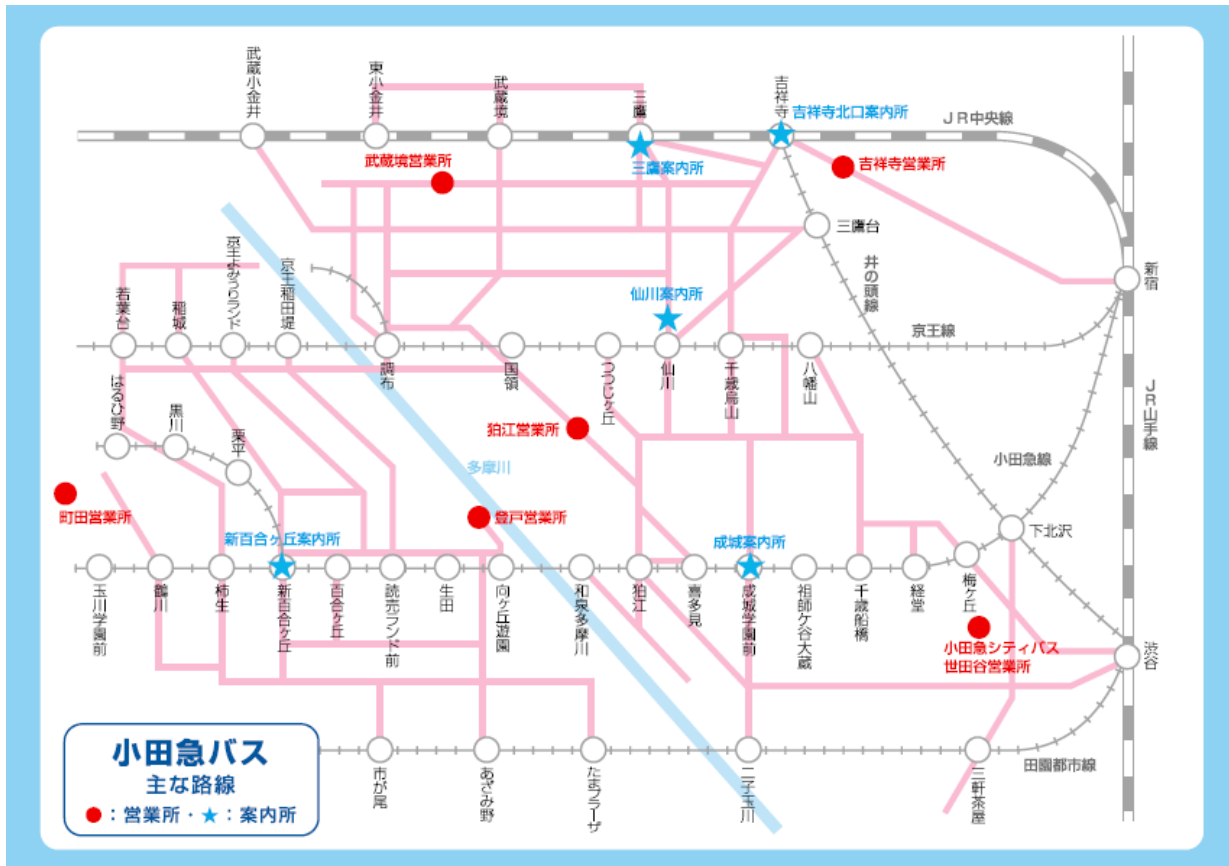 武蔵小金井
東小金井
武蔵境
三鷹
吉祥寺
吉祥寺北口案内所
JR中央線
武蔵境営業所
三鷹案内所
吉祥寺営業所
三鷹台
井の頭線
新宿
京王よみうりランド
京王稲田堤
若葉台
稲城
仙川案内所
京王線
調布
国領
つつじヶ丘
仙川
千歳烏山
八幡山
はるひ野
黒川
栗平
狛江営業所
多摩川
小田急線
JR山手線
町田営業所
登戸営業所
新百合ヶ丘案内所
成城案内所
下北沢
玉川学園前
鶴川
柿生
新百合ヶ丘
百合ヶ丘
読売ランド前
生田
向ヶ丘遊園
和泉多摩川
狛江
喜多見
成城学園前
祖師ケ谷大蔵
千歳船橋
経堂
梅ヶ丘
小田急シティバス
世田谷営業所
渋谷
小田急バス
主な路線
●:営業所・★:案内所
市が尾
あざみ野
たまプラーザ
二子玉川
三軒茶屋
田園都市線